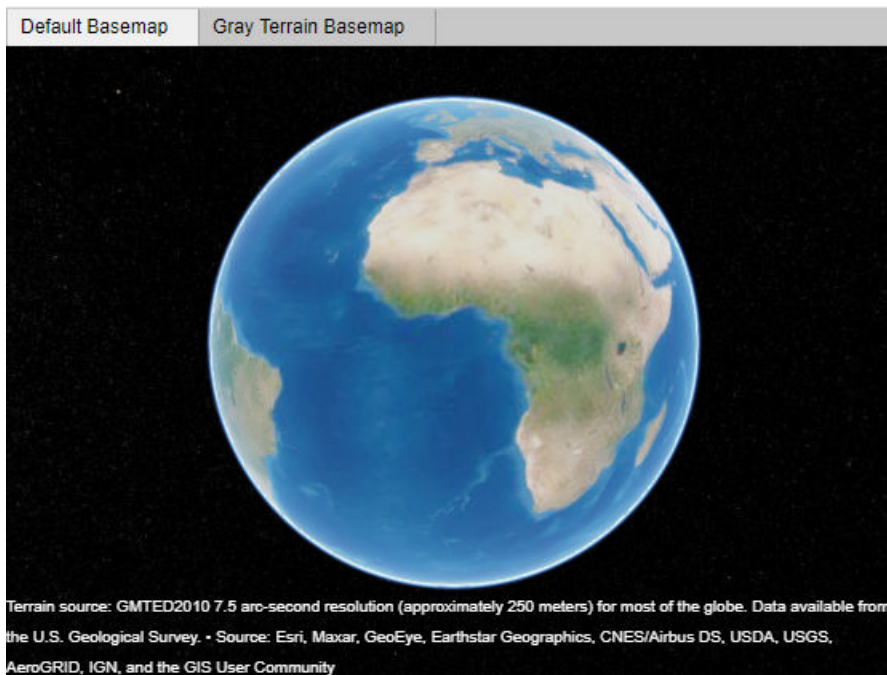 Default Basemap
Gray Terrain Basemap
Terrain source: GMTED2010 7.5 arc-second resolution (approximately 250 meters) for most of the globe. Data available from
the U.S. Geological Survey. • Source: Esri, Maxar, GeoEye, Earthstar Geographics, CNES/Airbus DS, USDA, USGS,
AeroGRID, IGN, and the GIS User Community